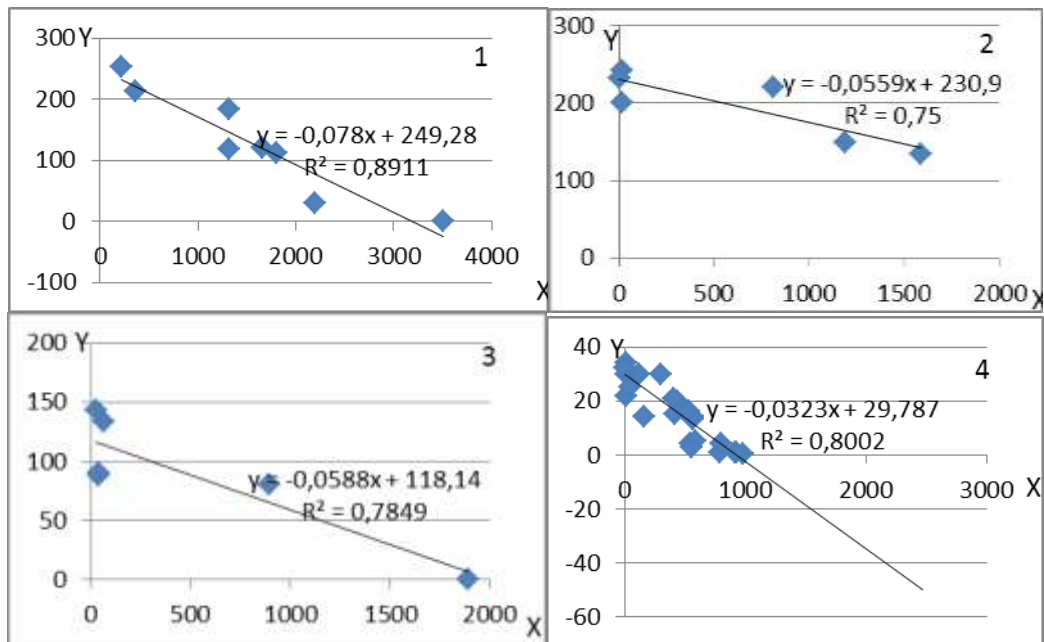 300
Y
1
200
100
0
-100
y = -0,078x + 249,28
R² = 0,8911
0 1000 2000 3000 4000
X
300
Y
2
200
100
0
y = -0,0559x + 230,9
R² = 0,75
0 500 1000 1500 2000
X
200
Y
3
150
100
50
0
y = -0,0588x + 118,14
R² = 0,7849
0 500 1000 1500 2000
X
40
Y
4
20
0
-20
-40
-60
y = -0,0323x + 29,787
R² = 0,8002
0 1000 2000 3000
X